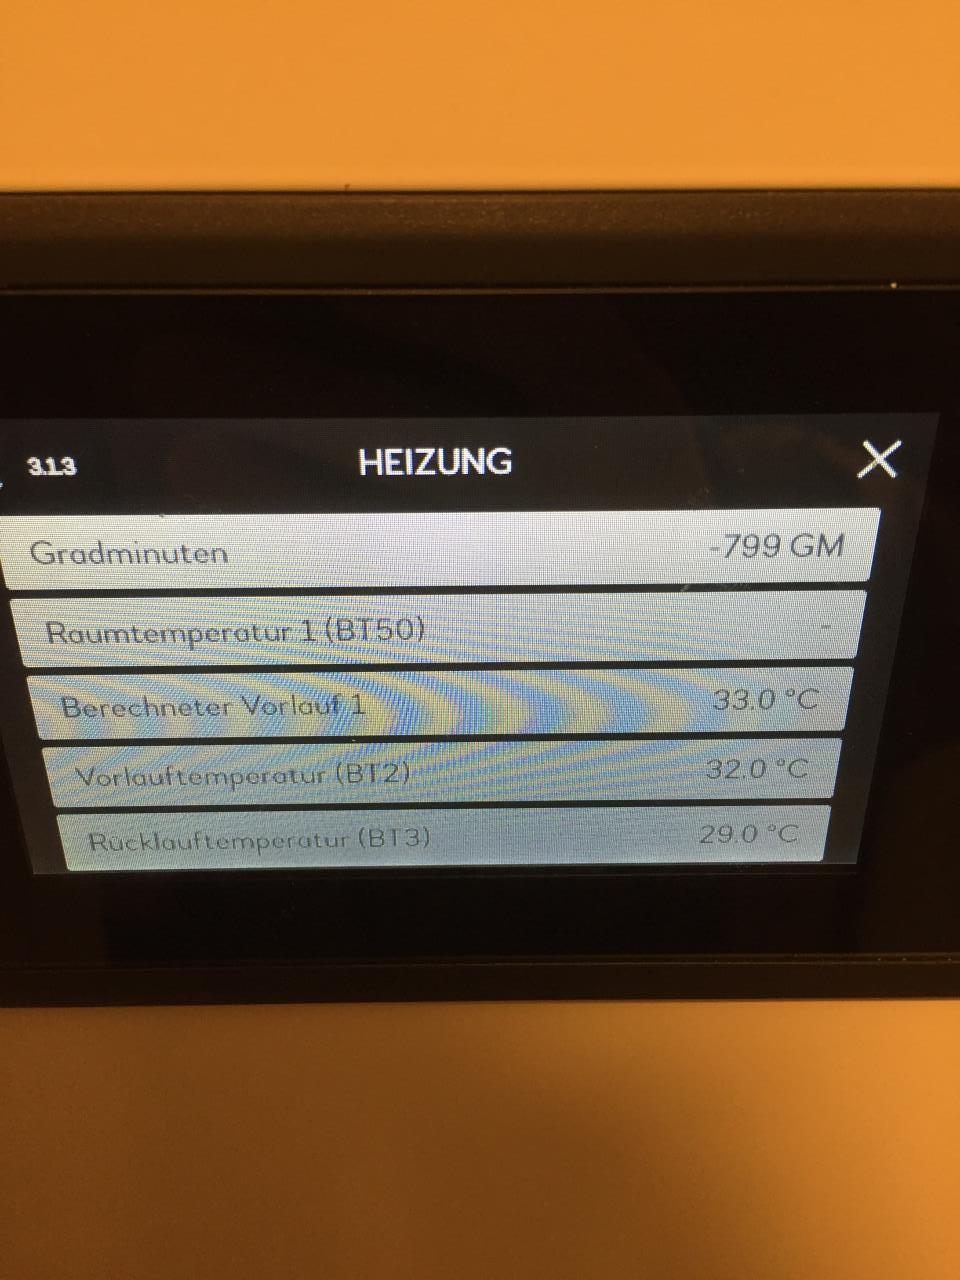 3.1.3
HEIZUNG
Gradminuten -799 GM
Raumtemperatur 1 (BT50) -
Berechneter Vorlauf 1 33.0 °C
Vorlauftemperatur (BT2) 32.0 °C
Rücklauftemperatur (BT3) 29.0 °C